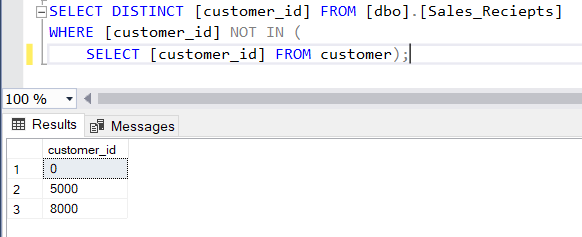 SELECT DISTINCT [customer_id] FROM [dbo].[Sales_Reciepts]
WHERE [customer_id] NOT IN (
SELECT [customer_id] FROM customer);
100 %
Results Messages
customer_id
1 0
2 5000
3 8000